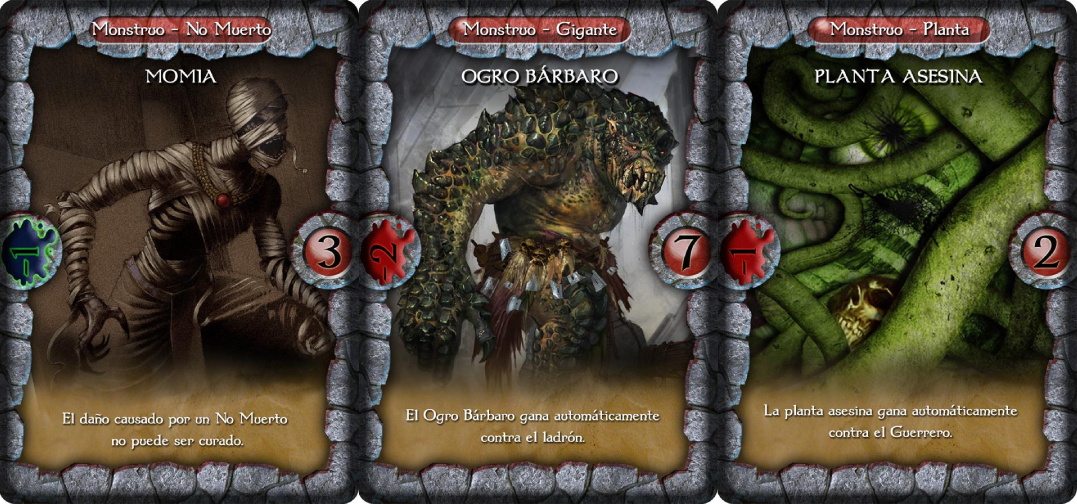 Monstruo - No Muerto
MOMIA
-1
3
El daño causado por un No Muerto
no puede ser curado.
Monstruo - Gigante
OGRO BÁRBARO
-2
7
El Ogro Bárbaro gana automáticamente
contra el ladrón.
Monstruo - Planta
PLANTA ASESINA
-1
2
La planta asesina gana automáticamente
contra el Guerrero.